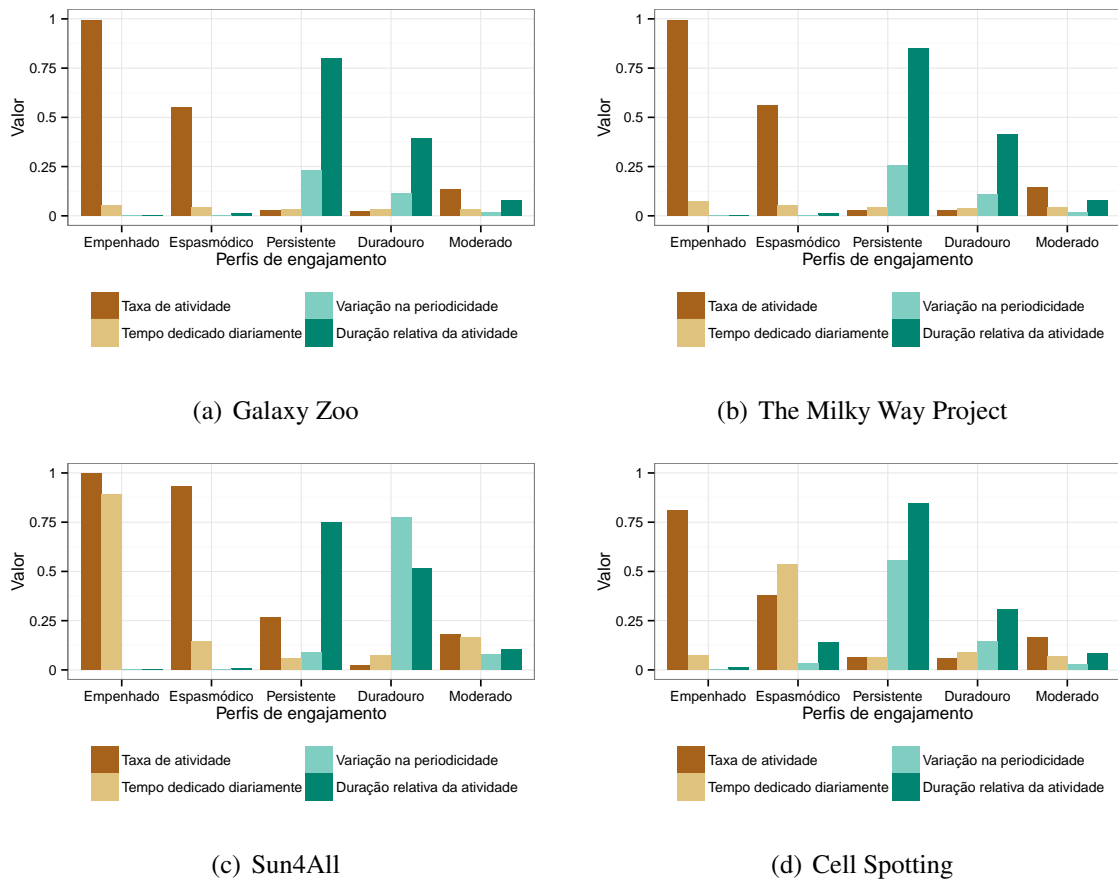 1
0.75
0.5
0.25
0
Valor
Empenhado Espasmódico Persistente Duradouro Moderado
Perfis de engajamento
Taxa de atividade
Tempo dedicado diariamente
Variação na periodicidade
Duração relativa da atividade
(a) Galaxy Zoo
1
0.75
0.5
0.25
0
Valor
Empenhado Espasmódico Persistente Duradouro Moderado
Perfis de engajamento
Taxa de atividade
Tempo dedicado diariamente
Variação na periodicidade
Duração relativa da atividade
(b) The Milky Way Project
1
0.75
0.5
0.25
0
Valor
Empenhado Espasmódico Persistente Duradouro Moderado
Perfis de engajamento
Taxa de atividade
Tempo dedicado diariamente
Variação na periodicidade
Duração relativa da atividade
(c) Sun4All
1
0.75
0.5
0.25
0
Valor
Empenhado Espasmódico Persistente Duradouro Moderado
Perfis de engajamento
Taxa de atividade
Tempo dedicado diariamente
Variação na periodicidade
Duração relativa da atividade
(d) Cell Spotting